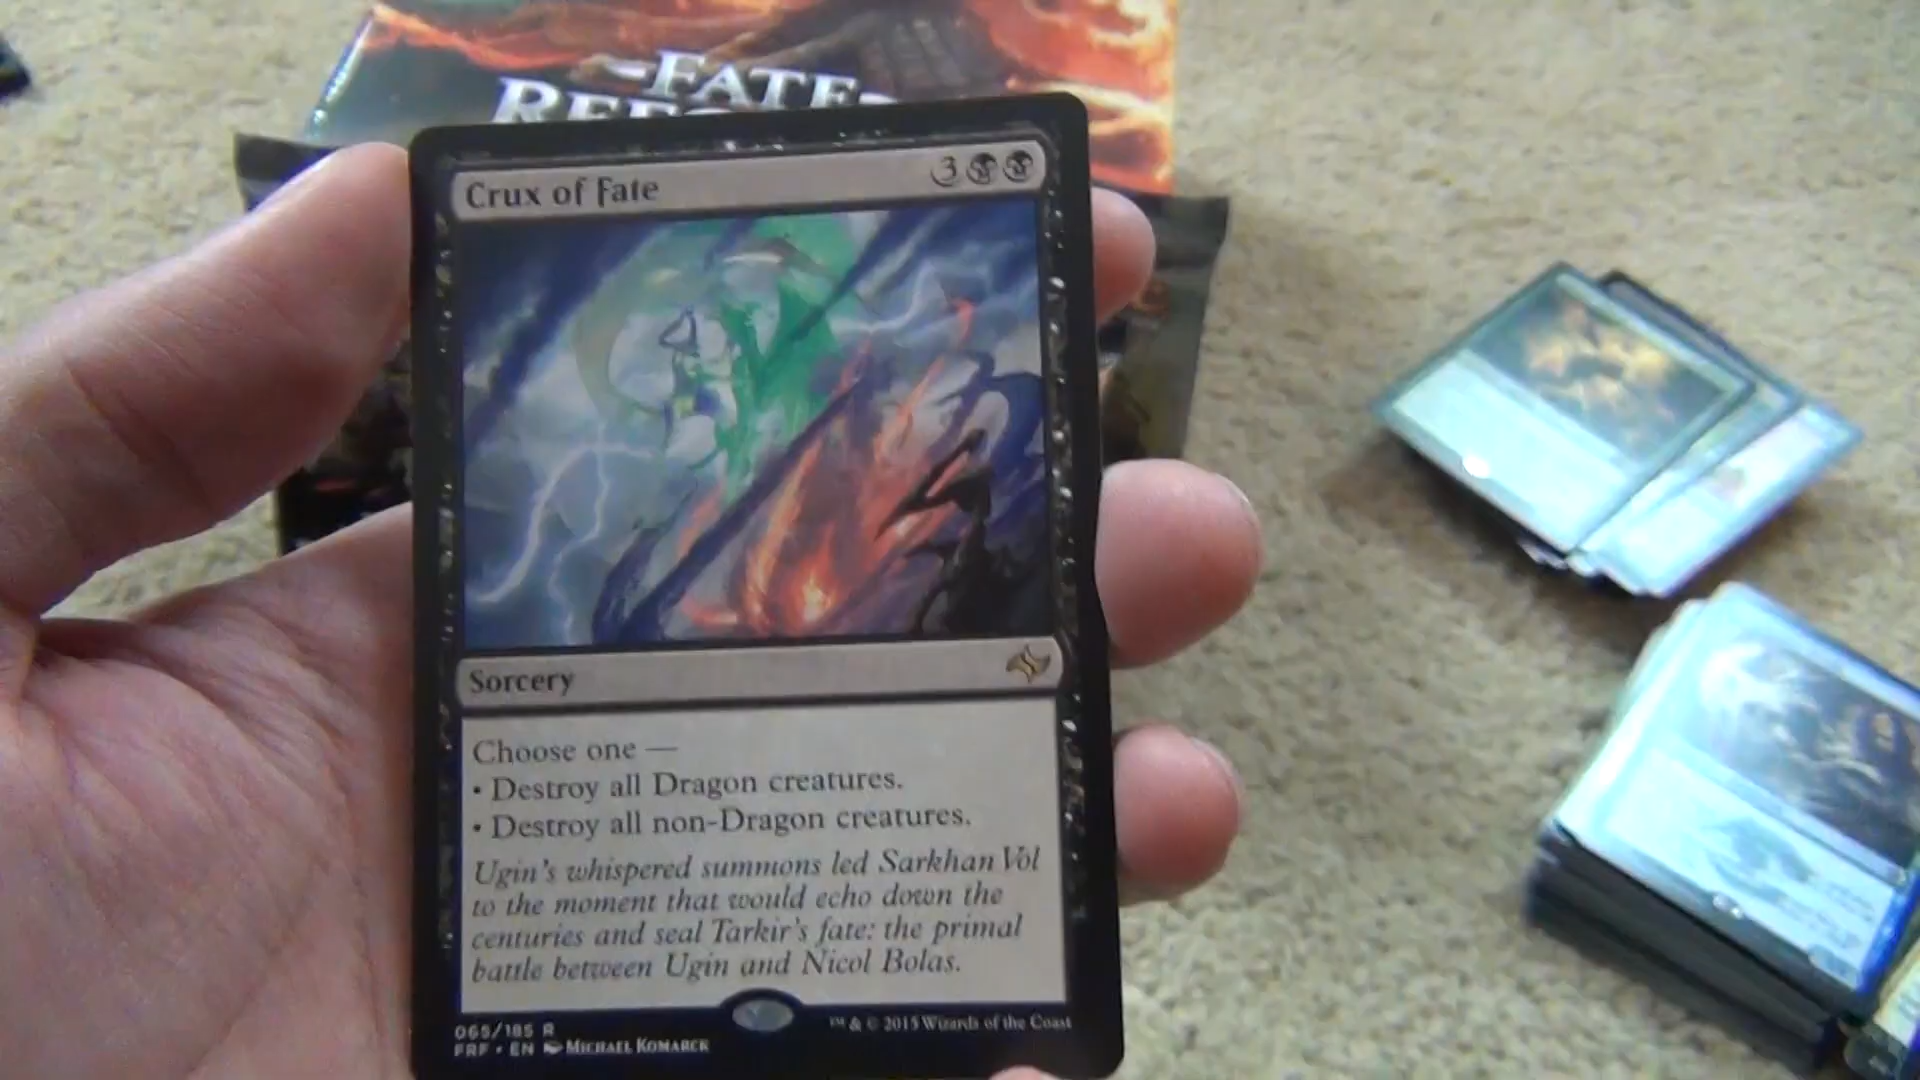 FATE
Crux of Fate
3
Sorcery
Choose one —
• Destroy all Dragon creatures.
• Destroy all non-Dragon creatures.
Ugin's whispered summons led Sarkhan Vol
to the moment that would echo down the
centuries and seal Tarkir's fate: the primal
battle between Ugin and Nicol Bolas.
065/185 R
FRF • EN Michael Komarck
™ & © 2015 Wizards of the Coast